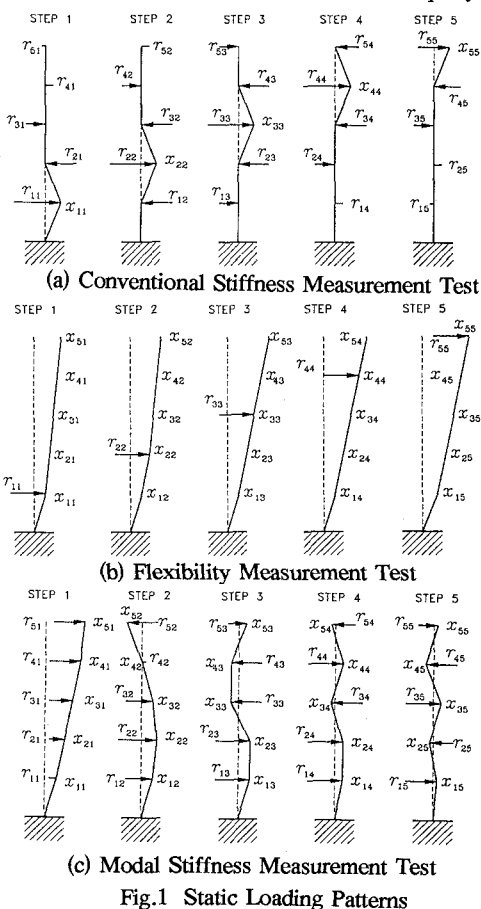 STEP 1 STEP 2 STEP 3 STEP 4 STEP 5
r51 r52 r53 r54 r55 x55
r41 r42 r43 r44 x44 r45
r31 r32 r33 x33 r34 r35
r21 r22 x22 r23 r24 r25
r11 x11 r12 r13 r14 r15
(a) Conventional Stiffness Measurement Test
STEP 1 STEP 2 STEP 3 STEP 4 STEP 5
x51 x52 x53 x54 x55 r55
x41 x42 x43 r44 x44 x45
x31 x32 r33 x33 x34 x35
x21 r22 x22 x23 x24 x25
r11 x11 x12 x13 x14 x15
(b) Flexibility Measurement Test
STEP 1 STEP 2 STEP 3 STEP 4 STEP 5
r51 x51 x52 r52 r53 x53 x54 r54 r55 x55
r41 x41 x42 r42 x43 r43 r44 x44 x45 r45
r31 x31 r32 x32 x33 r33 x34 r34 r35 x35
r21 x21 r22 x22 r23 x23 r24 x24 x25 r25
r11 x11 r12 x12 r13 x13 r14 x14 r15 x15
(c) Modal Stiffness Measurement Test
Fig.1 Static Loading Patterns